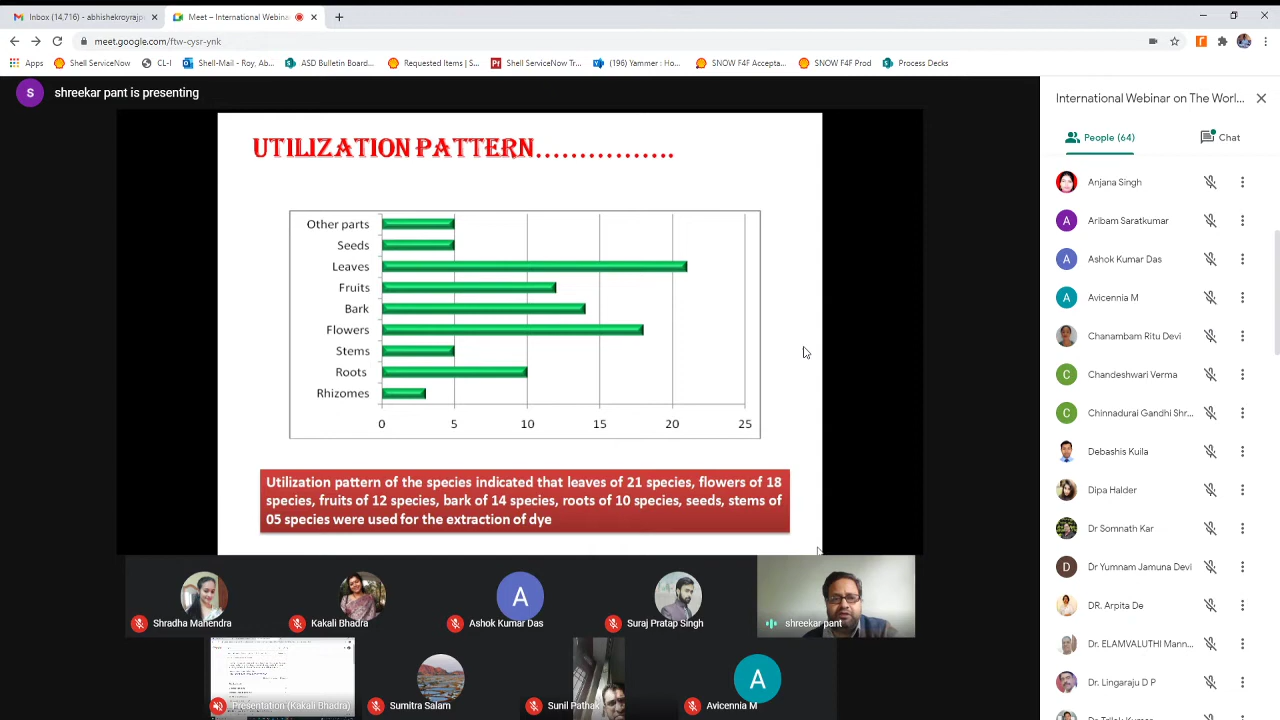 Inbox (14,716) - abhishekroyrajp
Meet – International Webina
meet.google.com/ftw-cysr-ynk
Apps
Shell ServiceNow
CL-I
Shell-Mail - Roy, Ab...
ASD Bulletin Board...
Requested Items | S...
Shell ServiceNow Tr...
(196) Yammer : Ho...
SNOW F4F Accepta...
SNOW F4F Prod
Process Decks
S
shreekar pant is presenting
International Webinar on The Worl...
People (64)
Chat
UTILIZATION PATTERN................
Other parts
Seeds
Leaves
Fruits
Bark
Flowers
Stems
Roots
Rhizomes
0 5 10 15 20 25
Utilization pattern of the species indicated that leaves of 21 species, flowers of 18
species, fruits of 12 species, bark of 14 species, roots of 10 species, seeds, stems of
05 species were used for the extraction of dye
Anjana Singh
A Aribam Saratkumar
A Ashok Kumar Das
A Avicennia M
Chanambam Ritu Devi
C Chandeshwari Verma
C Chinnadurai Gandhi Shr...
Debashis Kuila
Dipa Halder
Dr Somnath Kar
D Dr Yumnam Jamuna Devi
DR. Arpita De
Dr. ELAMVALUTHI Mann...
Dr. Lingaraju D P
A
Shradha Mahendra
Kakali Bhadra
Ashok Kumar Das
Suraj Pratap Singh
shreekar pant
A
Presentation (Kakali Bhadra)
Sumitra Salam
Sunil Pathak
Avicennia M